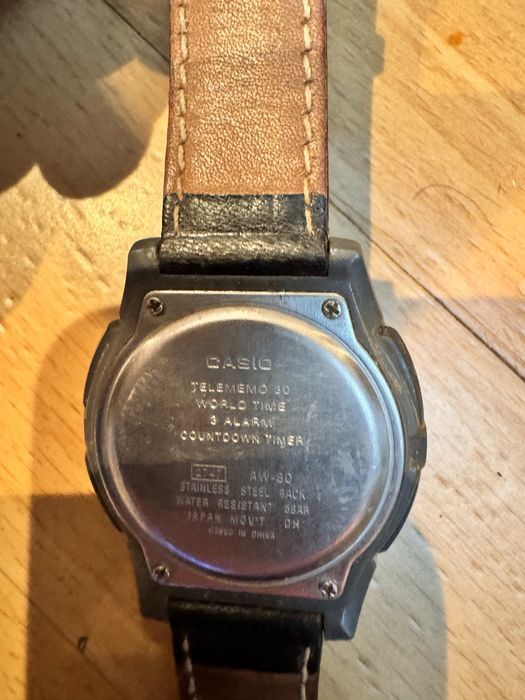 CASIO
TELEMEMO 30
WORLD TIME
3 ALARM
COUNTDOWN TIMER
AW-80
STAINLESS STEEL BACK
WATER RESISTANT 5BAR
JAPAN MOV'T DH
CASED IN CHINA